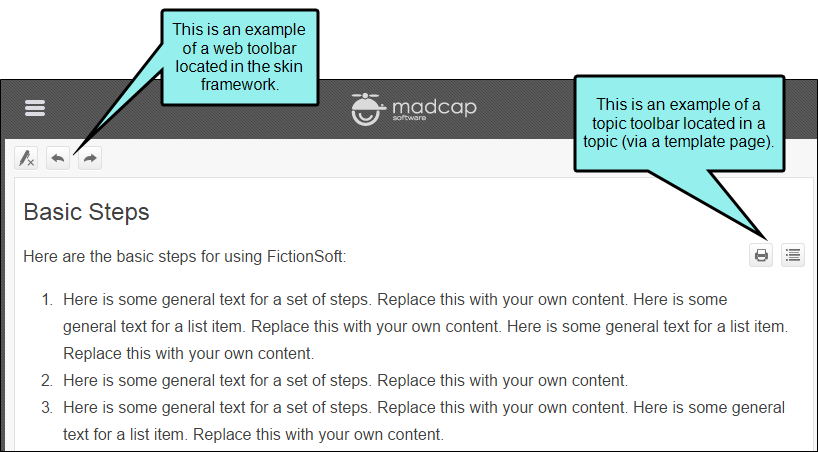 This is an example
of a web toolbar
located in the skin
framework.
madcap
software
This is an example of a
topic toolbar located in a
topic (via a template page).
Basic Steps
Here are the basic steps for using FictionSoft:
1. Here is some general text for a set of steps. Replace this with your own content. Here is some
general text for a list item. Replace this with your own content. Here is some general text for a list item.
Replace this with your own content.
2. Here is some general text for a set of steps. Replace this with your own content.
3. Here is some general text for a set of steps. Replace this with your own content. Here is some general
text for a list item. Replace this with your own content.